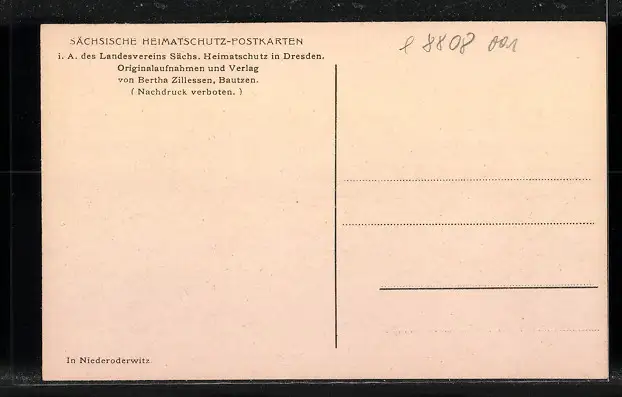 SÄCHSISCHE HEIMATSCHUTZ-POSTKARTEN
i. A. des Landesvereins Sächs. Heimatschutz in Dresden.
Originalaufnahmen und Verlag
von Bertha Zillessen, Bautzen.
( Nachdruck verboten. )
8808 001
In Niederoderwitz